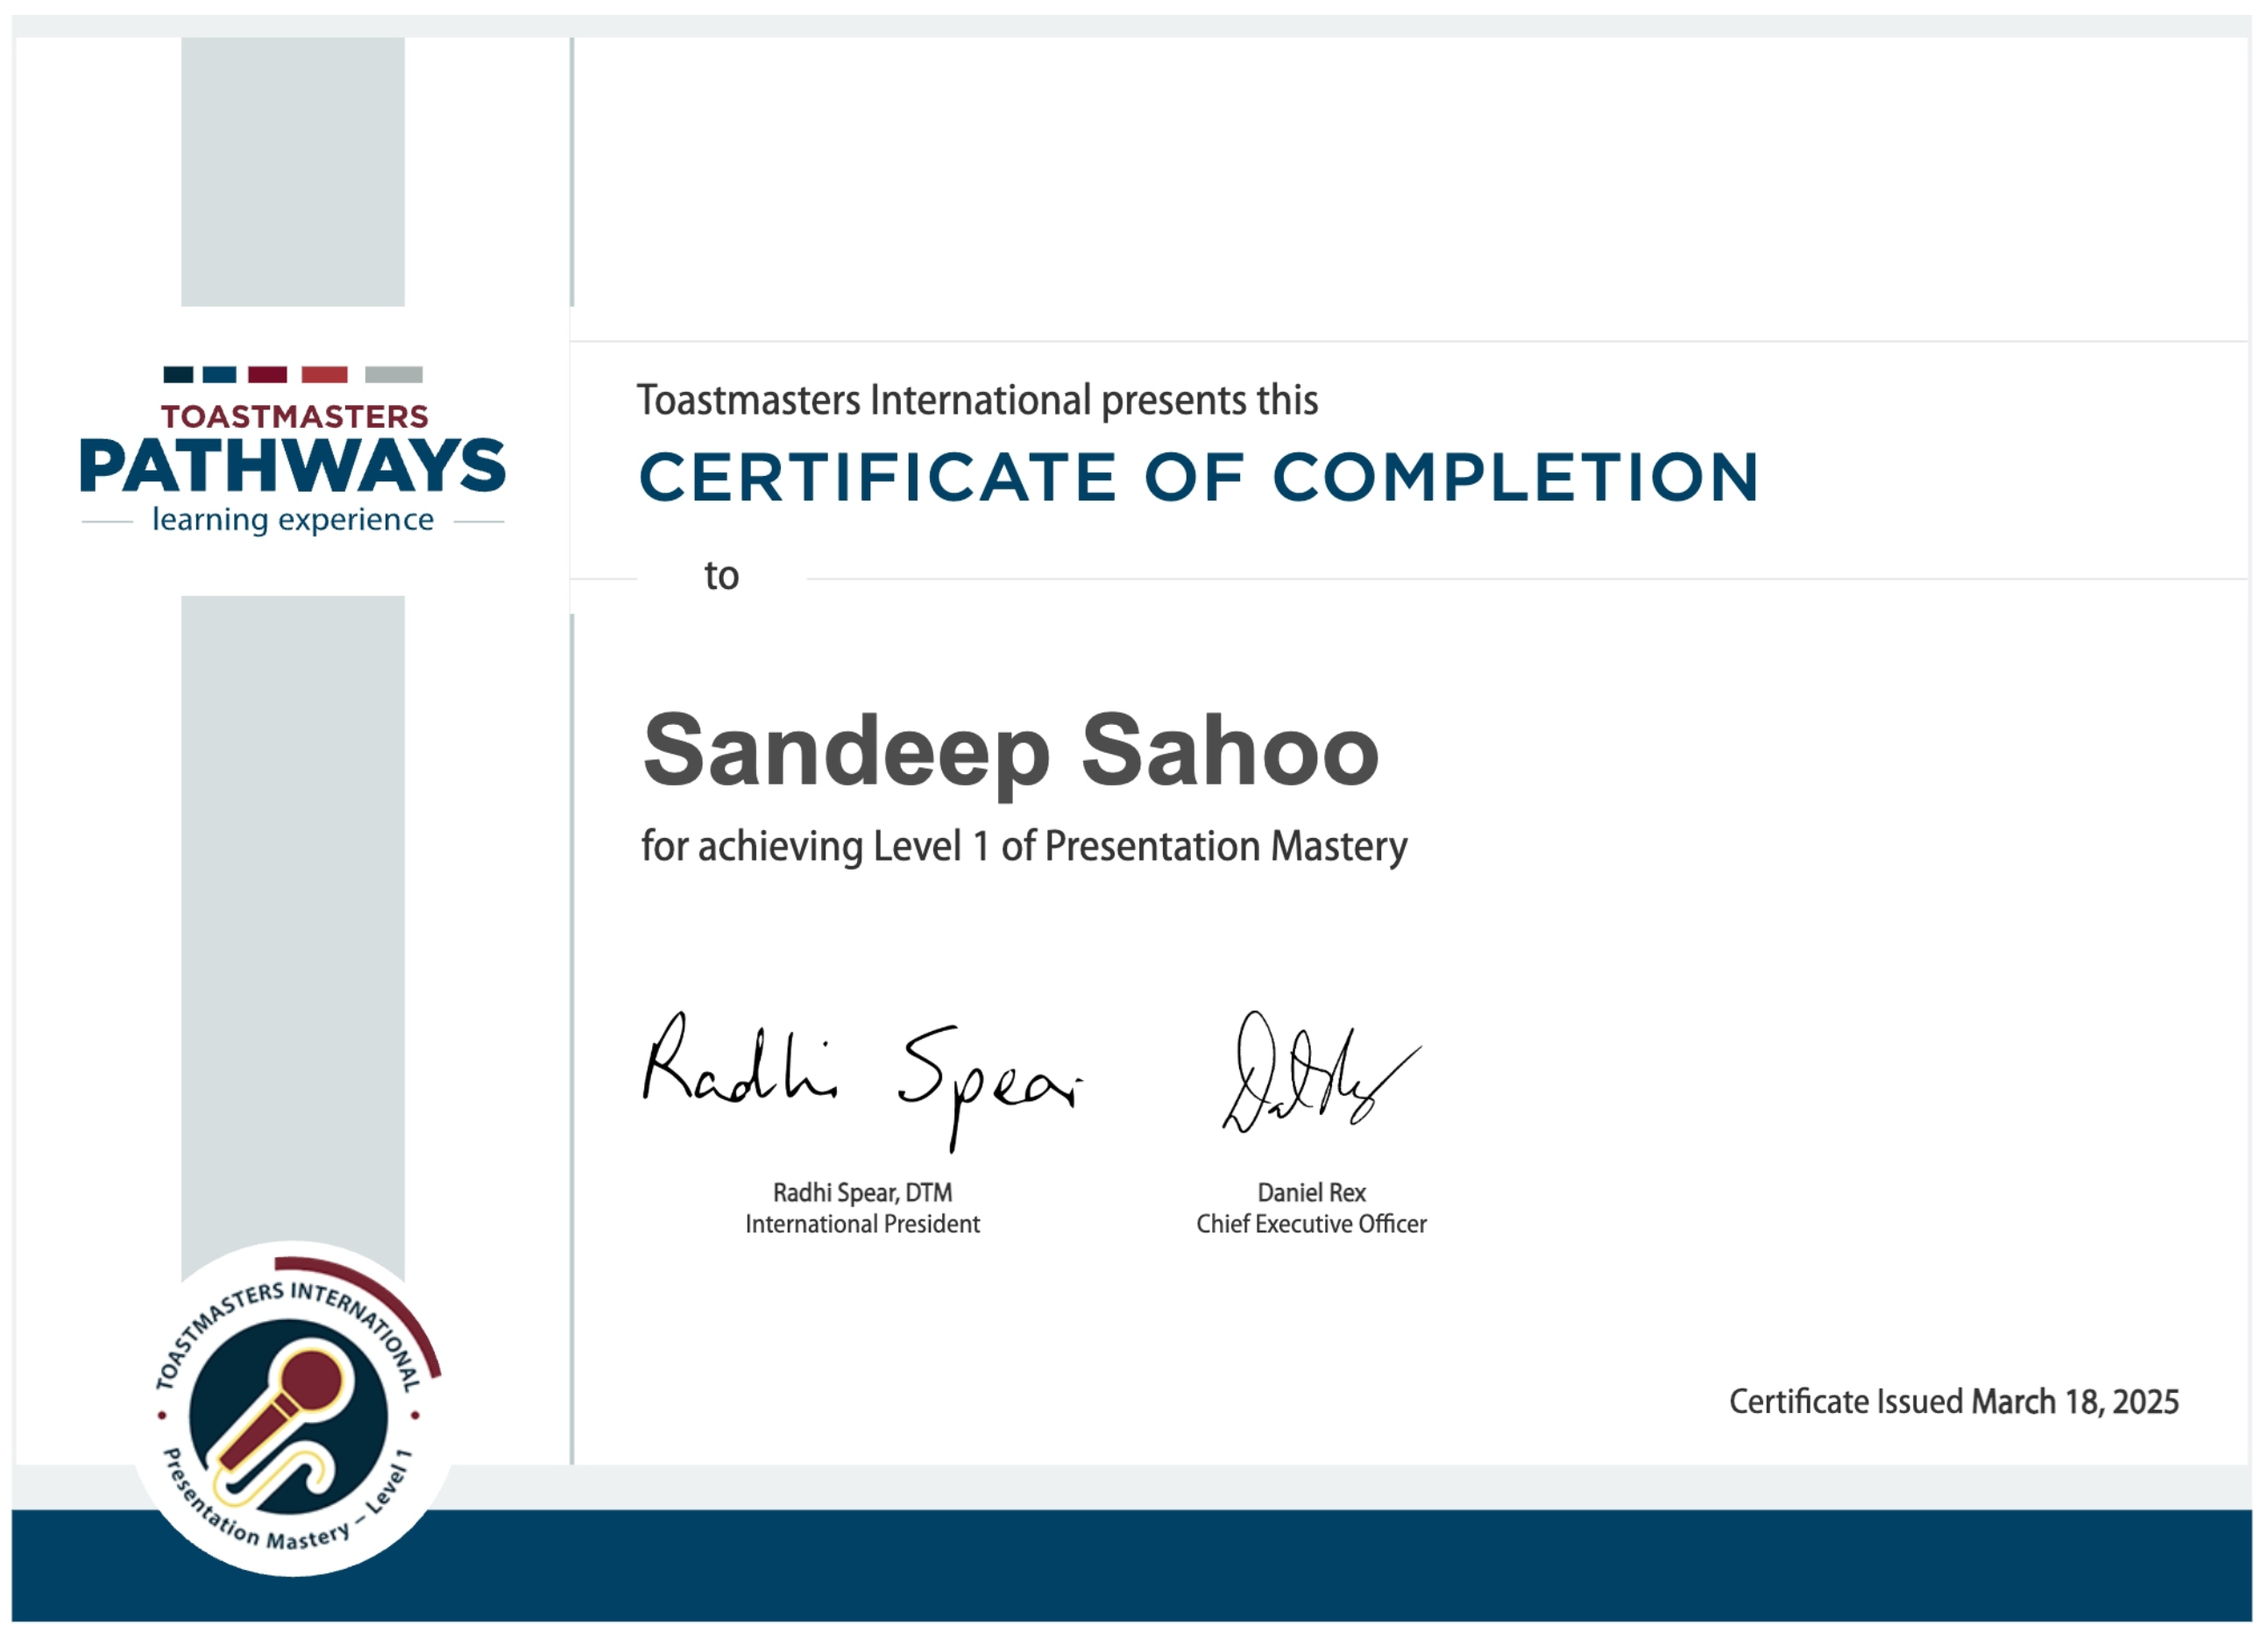 TOASTMASTERS
PATHWAYS
learning experience
Toastmasters International presents this
CERTIFICATE OF COMPLETION
to
Sandeep Sahoo
for achieving Level 1 of Presentation Mastery
Radhi Spear
Radhi Spear, DTM
International President
Daniel Rex
Chief Executive Officer
Certificate Issued March 18, 2025
TOASTMASTERS INTERNATIONAL
Presentation Mastery – Level 1